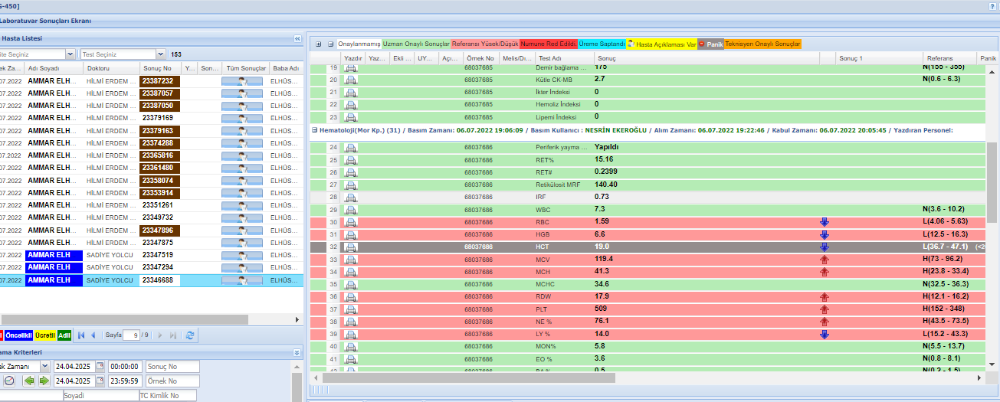 G-450]
Laboratuvar Sonuçları Ekranı
Hasta Listesi
ite Seçiniz Test Seçiniz 153
ek Za... Adı Soyadı Doktoru Sonuç No Y... Son... Tüm Sonuçlar Baba Adı
07.2022 AMMAR ELH... HİLMİ ERDEM ... 23387232 ELHÜS...
07.2022 AMMAR ELH... HİLMİ ERDEM ... 23387057 ELHÜS...
07.2022 AMMAR ELH... HİLMİ ERDEM ... 23387050 ELHÜS...
07.2022 AMMAR ELH... HİLMİ ERDEM ... 23379169 ELHÜS...
07.2022 AMMAR ELH... HİLMİ ERDEM ... 23379163 ELHÜS...
07.2022 AMMAR ELH... HİLMİ ERDEM ... 23374288 ELHÜS...
07.2022 AMMAR ELH... HİLMİ ERDEM ... 23365816 ELHÜS...
07.2022 AMMAR ELH... HİLMİ ERDEM ... 23361480 ELHÜS...
07.2022 AMMAR ELH... HİLMİ ERDEM ... 23358074 ELHÜS...
07.2022 AMMAR ELH... HİLMİ ERDEM ... 23353914 ELHÜS...
07.2022 AMMAR ELH... HİLMİ ERDEM ... 23351261 ELHÜS...
07.2022 AMMAR ELH... HİLMİ ERDEM ... 23349732 ELHÜS...
07.2022 AMMAR ELH... HİLMİ ERDEM ... 23347896 ELHÜS...
07.2022 AMMAR ELH... HİLMİ ERDEM ... 23347875 ELHÜS...
07.2022 AMMAR ELH SADİYE YOLCU 23347519 ELHÜS...
07.2022 AMMAR ELH SADİYE YOLCU 23347294 ELHÜS...
07.2022 AMMAR ELH SADİYE YOLCU 23346688 ELHÜS...
Öncelikli Ücretli Adli Sayfa 9 / 9
ama Kriterleri
ek Zamanı 24.04.2025 00:00:00 Sonuç No
24.04.2025 23:59:59 Örnek No
Soyadi TC Kimlik No
Onaylanmamış Uzman Onaylı Sonuçlar Referansı Yüsek/Düşük Numune Red Edildi. Üreme Saptandı Hasta Açıklaması Var Panik Teknisyen Onaylı Sonuçlar
Yazdır Yaz... Ekli ... UY... Açı... Örnek No Melis/Dı... Test Adı Sonuç Sonuç 1 Referans Panik
19 68037685 Demir bağlama ... 175 N(155 - 355)
20 68037685 Kütle CK-MB 2.7 N(0.6 - 6.3)
21 68037685 İkter İndeksi 0
22 68037685 Hemoliz İndeksi 0
23 68037685 Lipemi İndeksi 0
Hematoloji(Mor Kp.) (31) / Basım Zamanı: 06.07.2022 19:06:09 / Basım Kullanıcı : NESRİN EKEROĞLU / Alım Zamanı: 06.07.2022 19:22:46 / Kabul Zamanı: 06.07.2022 20:05:45 / Yazdıran Personel:
24 68037686 Periferik yayma ... Yapıldı
25 68037686 RET% 15.16
26 68037686 RET# 0.2399
27 68037686 Retikülosit MRF 140.40
28 68037686 IRF 0.73
29 68037686 WBC 7.3 N(3.6 - 10.2)
30 68037686 RBC 1.59 L(4.06 - 5.63)
31 68037686 HGB 6.6 L(12.5 - 16.3)
32 68037686 HCT 19.0 L(36.7 - 47.1) (<2
33 68037686 MCV 119.4 H(73 - 96.2)
34 68037686 MCH 41.3 H(23.8 - 33.4)
35 68037686 MCHC 34.6 N(32.5 - 36.3)
36 68037686 RDW 17.9 H(12.1 - 16.2)
37 68037686 PLT 509 H(152 - 348)
38 68037686 NE % 76.1 H(43.5 - 73.5)
39 68037686 LY % 14.0 L(15.2 - 43.3)
40 68037686 MON% 5.8 N(5.5 - 13.7)
41 68037686 EO % 3.6 N(0.8 - 8.1)
42 68037686 BA % 0.5 N(0.2 - 1.5)